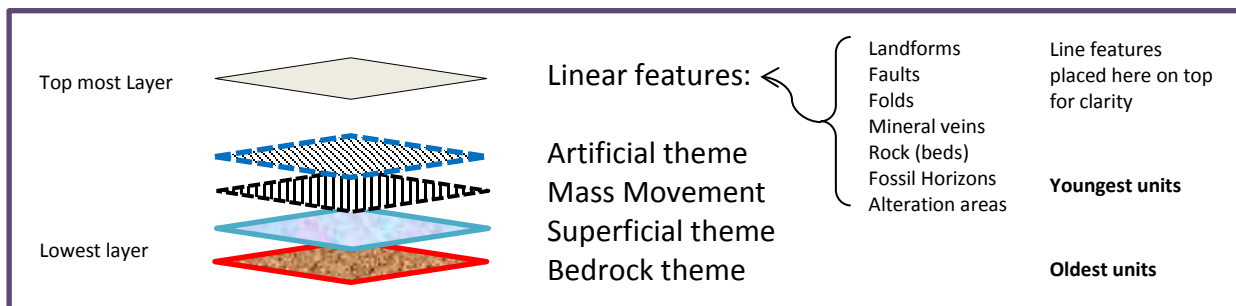 Top most Layer
Linear features:
Landforms
Faults
Folds
Mineral veins
Rock (beds)
Fossil Horizons
Alteration areas
Line features
placed here on top
for clarity
Artificial theme
Mass Movement
Superficial theme
Bedrock theme
Youngest units
Lowest layer
Oldest units